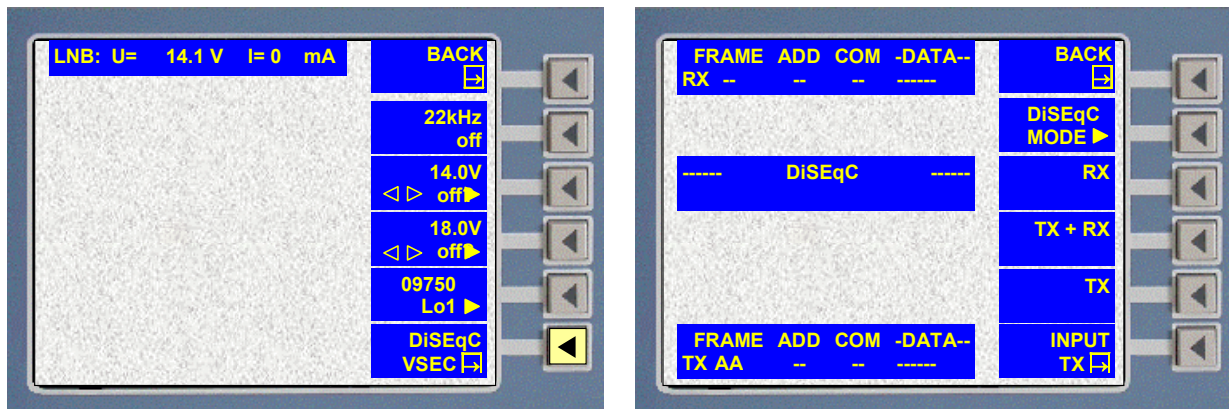 LNB: U= 14.1 V I= 0 mA
BACK
22kHz
off
14.0V
off
18.0V
off
09750
Lo1
DiSEqC
VSEC
FRAME ADD COM -DATA--
RX -- -- -- ------
BACK
DiSEqC
MODE
------ DiSEqC ------
RX
TX + RX
TX
FRAME ADD COM -DATA--
TX AA -- -- ------
INPUT
TX